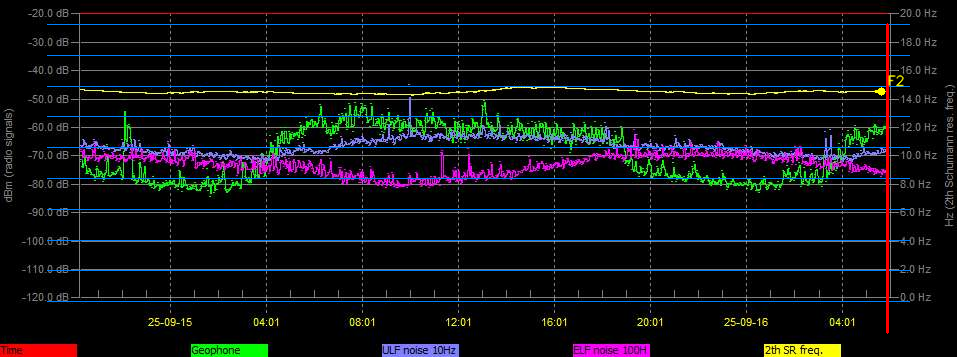 -20.0 dB 20.0 Hz
-30.0 dB 18.0 Hz
-40.0 dB 16.0 Hz
F2
-50.0 dB 14.0 Hz
-60.0 dB 12.0 Hz
-70.0 dB 10.0 Hz
-80.0 dB 8.0 Hz
-90.0 dB 6.0 Hz
-100.0 dB 4.0 Hz
-110.0 dB 2.0 Hz
-120.0 dB 0.0 Hz
dBm (radio signals)
Hz (2th Schumann res. freq.)
25-09-15 04:01 08:01 12:01 16:01 20:01 25-09-16 04:01
Time Geophone ULF noise 10Hz ELF noise 100H 2th SR freq.